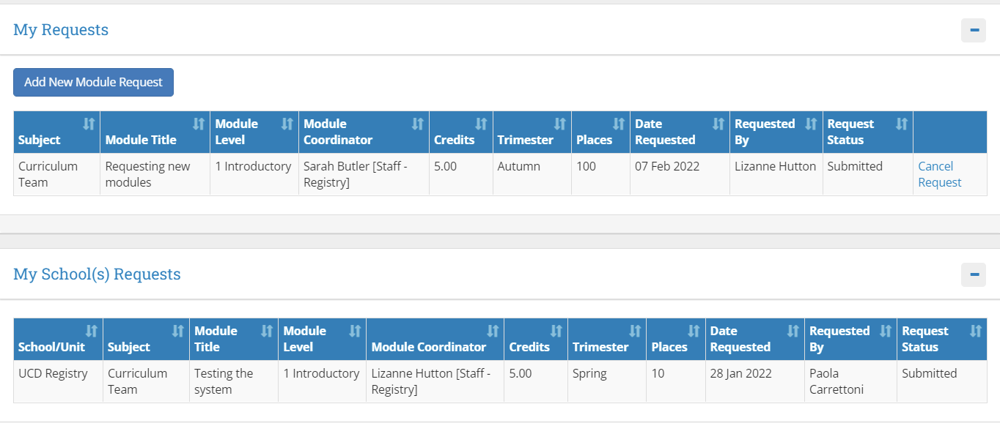 My Requests
Add New Module Request
Subject Module Title Module Level Module Coordinator Credits Trimester Places Date Requested Requested By Request Status
Curriculum Team Requesting new modules 1 Introductory Sarah Butler [Staff - Registry] 5.00 Autumn 100 07 Feb 2022 Lizanne Hutton Submitted Cancel Request
My School(s) Requests
School/Unit Subject Module Title Module Level Module Coordinator Credits Trimester Places Date Requested Requested By Request Status
UCD Registry Curriculum Team Testing the system 1 Introductory Lizanne Hutton [Staff - Registry] 5.00 Spring 10 28 Jan 2022 Paola Carrettoni Submitted